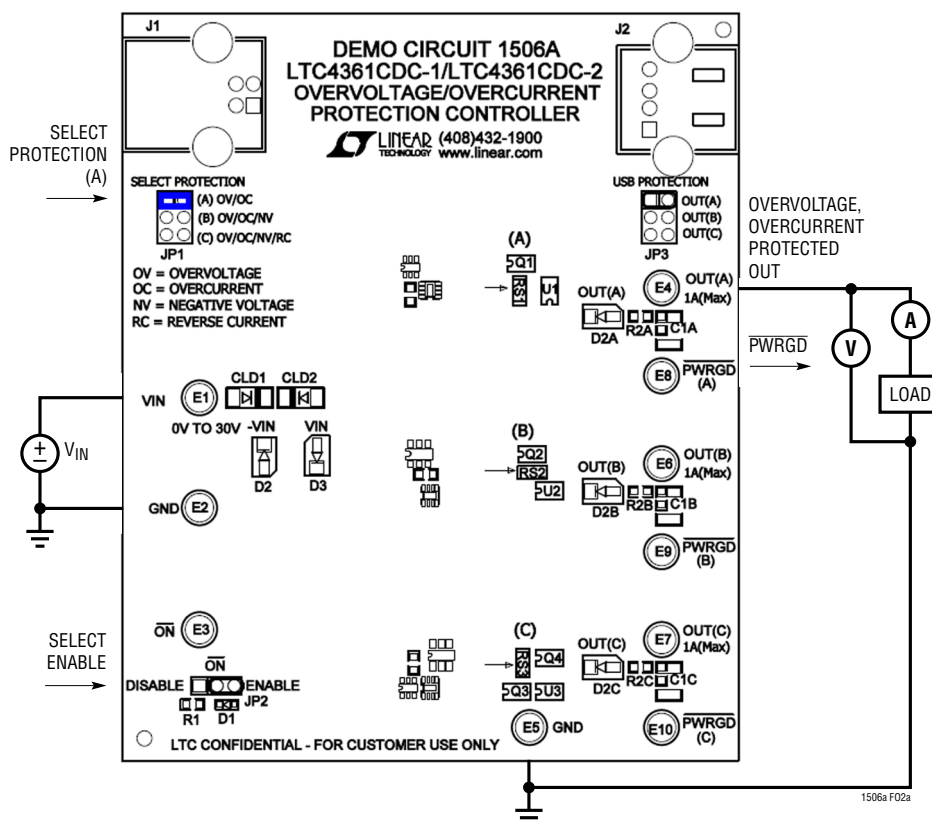 J1
J2
DEMO CIRCUIT 1506A
LTC4361CDC-1/LTC4361CDC-2
OVERVOLTAGE/OVERCURRENT
PROTECTION CONTROLLER
LINEAR TECHNOLOGY (408)432-1900
www.linear.com
SELECT
PROTECTION
(A)
SELECT PROTECTION
(A) OV/OC
(B) OV/OC/NV
(C) OV/OC/NV/RC
JP1
OV = OVERVOLTAGE
OC = OVERCURRENT
NV = NEGATIVE VOLTAGE
RC = REVERSE CURRENT
USB PROTECTION
OUT(A)
OUT(B)
OUT(C)
JP3
OVERVOLTAGE,
OVERCURRENT
PROTECTED
OUT
(A)
Q1
RS1
U1
OUT(A)
D2A
R2A
C1A
E4
OUT(A)
1A(Max)
E8
PWRGD
(A)
PWRGD
V
A
LOAD
VIN
E1
0V TO 30V
CLD1
CLD2
-VIN
D2
VIN
D3
+
−
VIN
GND
E2
(B)
Q2
RS2
U2
OUT(B)
D2B
R2B
C1B
E6
OUT(B)
1A(Max)
E9
PWRGD
(B)
ON
E3
SELECT
ENABLE
ON
DISABLE
ENABLE
JP2
R1
D1
(C)
RS3
Q4
Q3
U3
OUT(C)
D2C
R2C
C1C
E7
OUT(C)
1A(Max)
E5
GND
E10
PWRGD
(C)
LTC CONFIDENTIAL - FOR CUSTOMER USE ONLY
1506a F02a